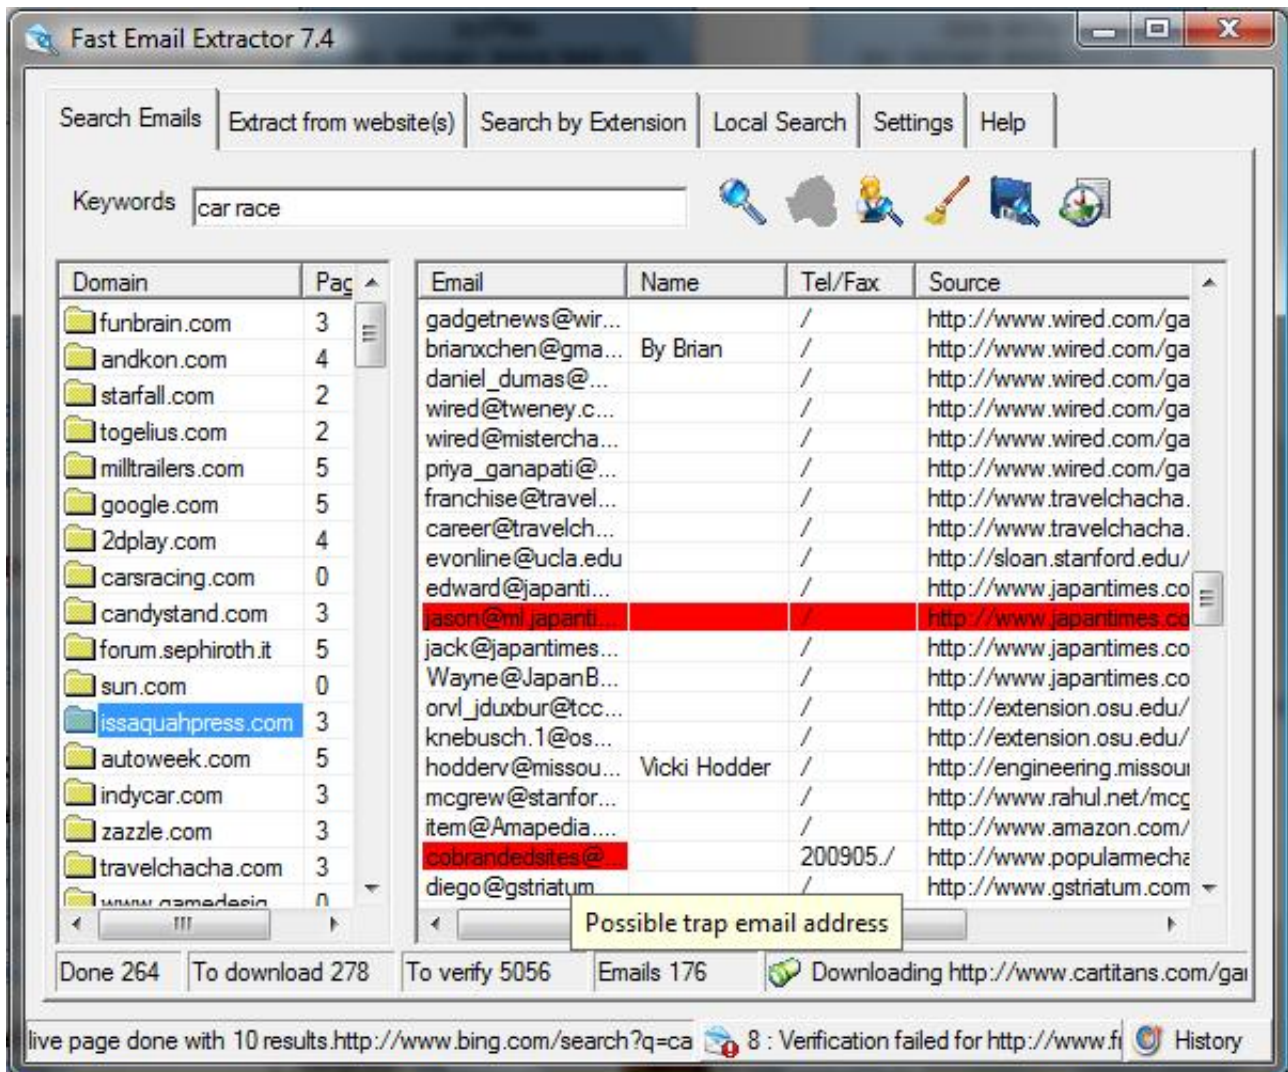 Fast Email Extractor 7.4
Search Emails Extract from website(s) Search by Extension Local Search Settings Help
Keywords car race
Domain Pag Email Name Tel/Fax Source
funbrain.com 3 gadgetnews@wir... / http://www.wired.com/ga
andkon.com 4 brianxchen@gma... By Brian / http://www.wired.com/ga
starfall.com 2 daniel_dumas@... / http://www.wired.com/ga
togelius.com 2 wired@tweney.c... / http://www.wired.com/ga
milltrailers.com 5 wired@mistercha... / http://www.wired.com/ga
google.com 5 priya_ganapati@... / http://www.wired.com/ga
2dplay.com 4 franchise@travel... / http://www.travelchacha.
carsracing.com 0 career@travelch... / http://www.travelchacha.
candystand.com 3 evonline@ucla.edu / http://sloan.stanford.edu/
forum.sephiroth.it 5 edward@japanti... / http://www.japantimes.co
sun.com 0 jason@ml.japanti... / http://www.japantimes.co
issaquahpress.com 3 jack@japantimes... / http://www.japantimes.co
autoweek.com 5 Wayne@JapanB... / http://www.japantimes.co
indycar.com 3 orvl_jduxbur@tcc... / http://extension.osu.edu/
zazzle.com 3 knebusch.1@os... / http://extension.osu.edu/
travelchacha.com 3 hodderv@missou... Vicki Hodder / http://engineering.missour
www.gamedesig 0 mcgrew@stanfor... / http://www.rahul.net/mcg
item@Amapedia.... / http://www.amazon.com/
cobrandedsites@... 200905./ http://www.popularmecha
diego@gstriatum / http://www.gstriatum.com
Possible trap email address
Done 264 To download 278 To verify 5056 Emails 176 Downloading http://www.cartitans.com/gar
live page done with 10 results.http://www.bing.com/search?q=ca 8 : Verification failed for http://www.fr History